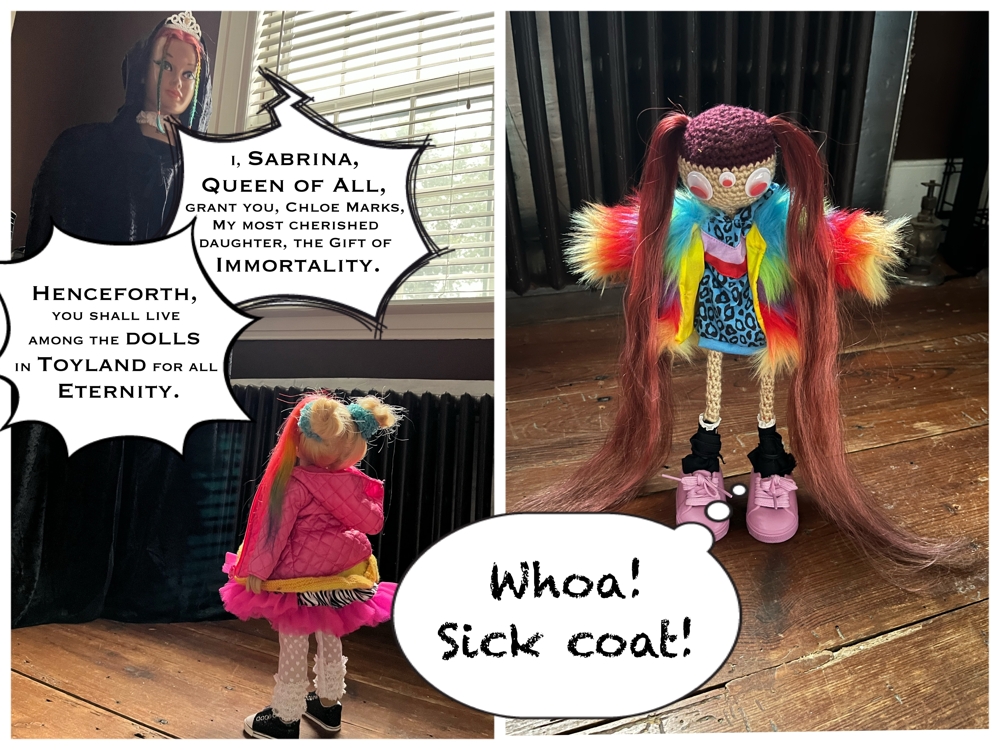 I, SABRINA,
QUEEN OF ALL,
GRANT YOU, CHLOE MARKS,
MY MOST CHERISHED
DAUGHTER, THE GIFT OF
IMMORTALITY.
HENCEFORTH,
YOU SHALL LIVE
AMONG THE DOLLS
IN TOYLAND FOR ALL
ETERNITY.
Whoa!
Sick coat!